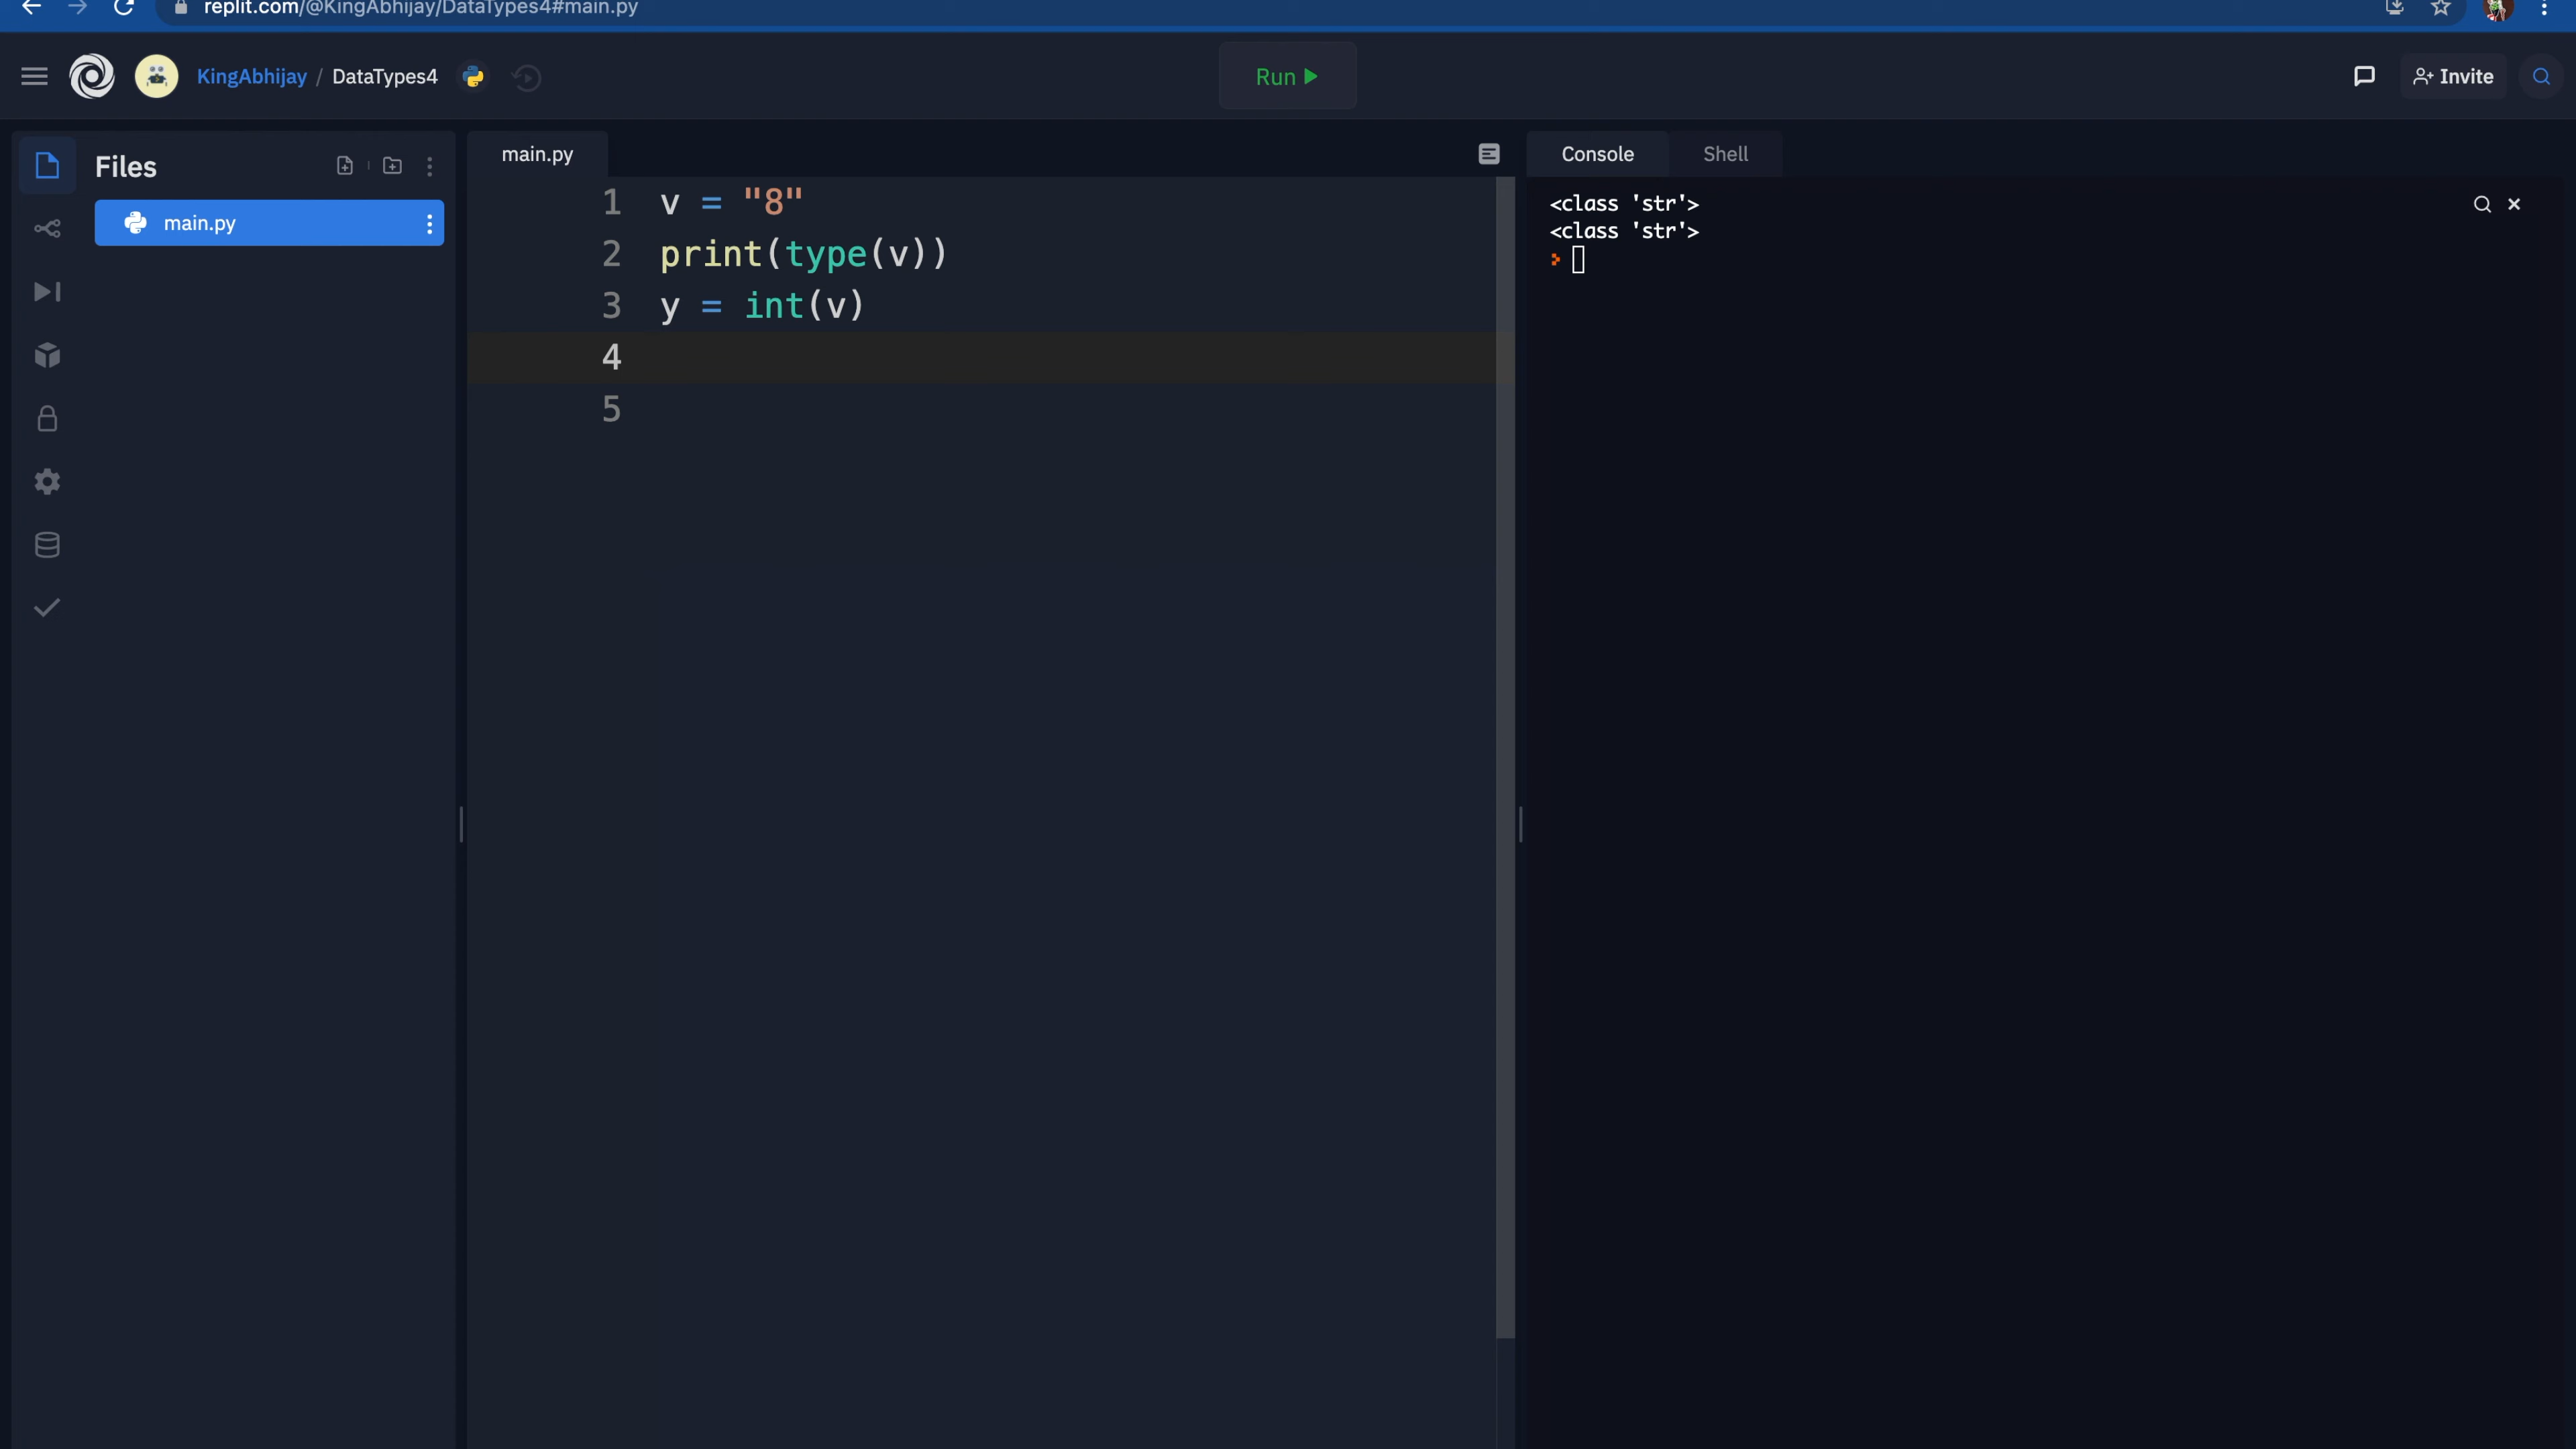 replit.com/@KingAbhijay/DataTypes4#main.py
KingAbhijay / DataTypes4
Run
Invite
Files
main.py
main.py
1 v = "8"
2 print(type(v))
3 y = int(v)
4
5
Console
Shell
<class 'str'>
<class 'str'>